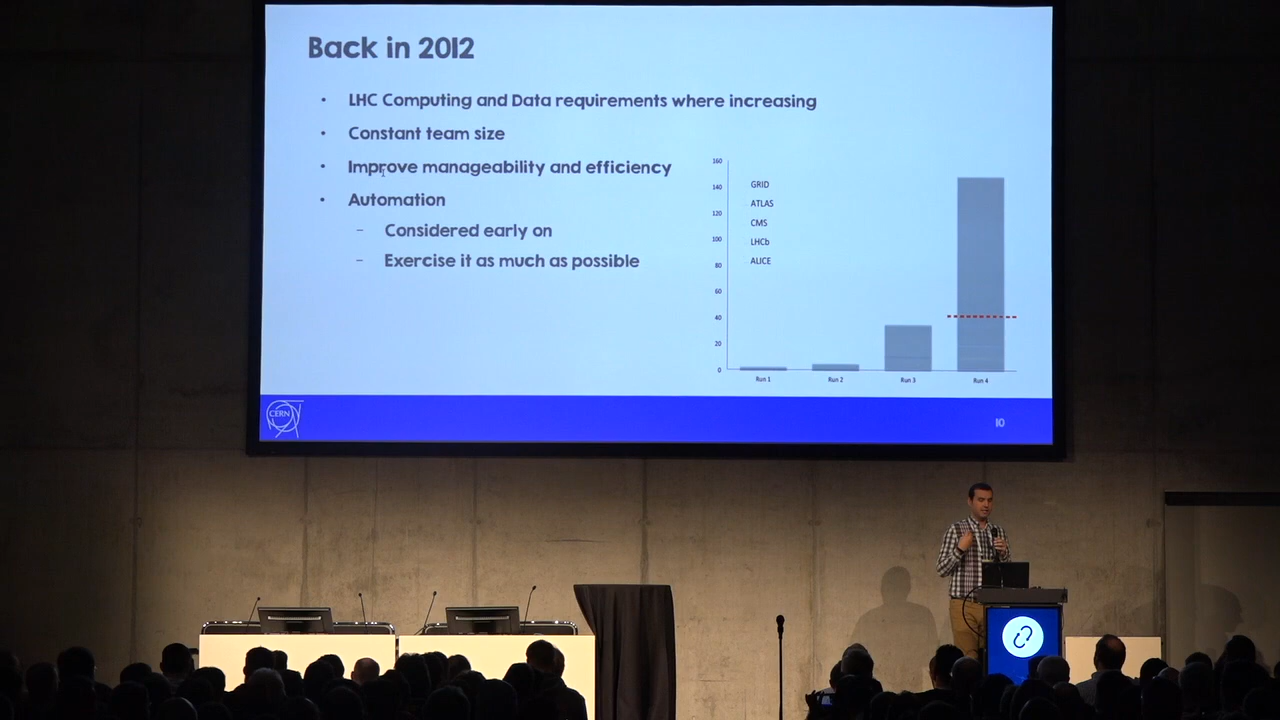 Back in 2012
• LHC Computing and Data requirements where increasing
• Constant team size
• Improve manageability and efficiency
• Automation
– Considered early on
– Exercise it as much as possible
160
140
120
100
80
60
40
20
0
GRID
ATLAS
CMS
LHCb
ALICE
Run 1
Run 2
Run 3
Run 4
CERN
10